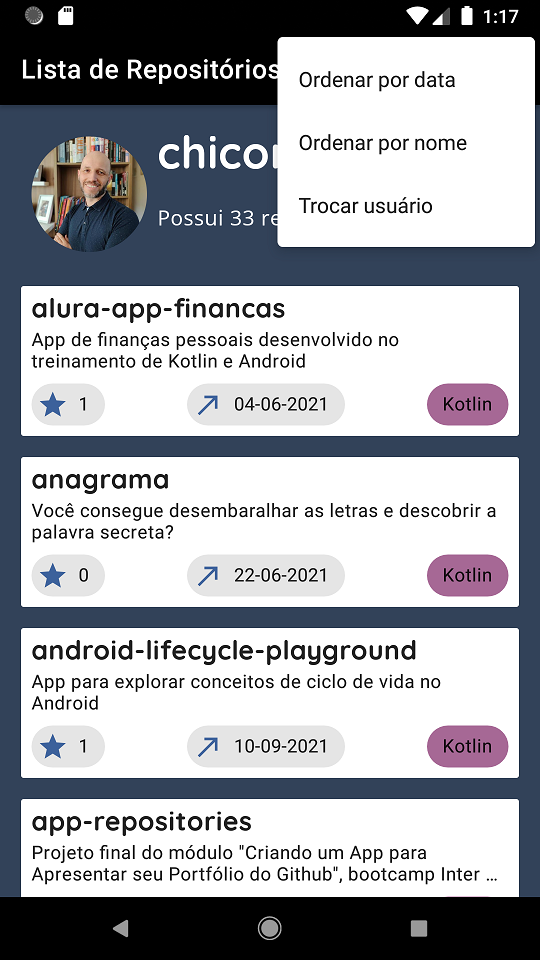 1:17
Lista de Repositórios
Ordenar por data
Ordenar por nome
Trocar usuário
Possui 33
alura-app-financas
App de finanças pessoais desenvolvido no
treinamento de Kotlin e Android
1
04-06-2021
Kotlin
anagrama
Você consegue desembaralhar as letras e descobrir a
palavra secreta?
0
22-06-2021
Kotlin
android-lifecycle-playground
App para explorar conceitos de ciclo de vida no
Android
1
10-09-2021
Kotlin
app-repositories
Projeto final do módulo "Criando um App para
Apresentar seu Portfólio do Github", bootcamp Inter ...